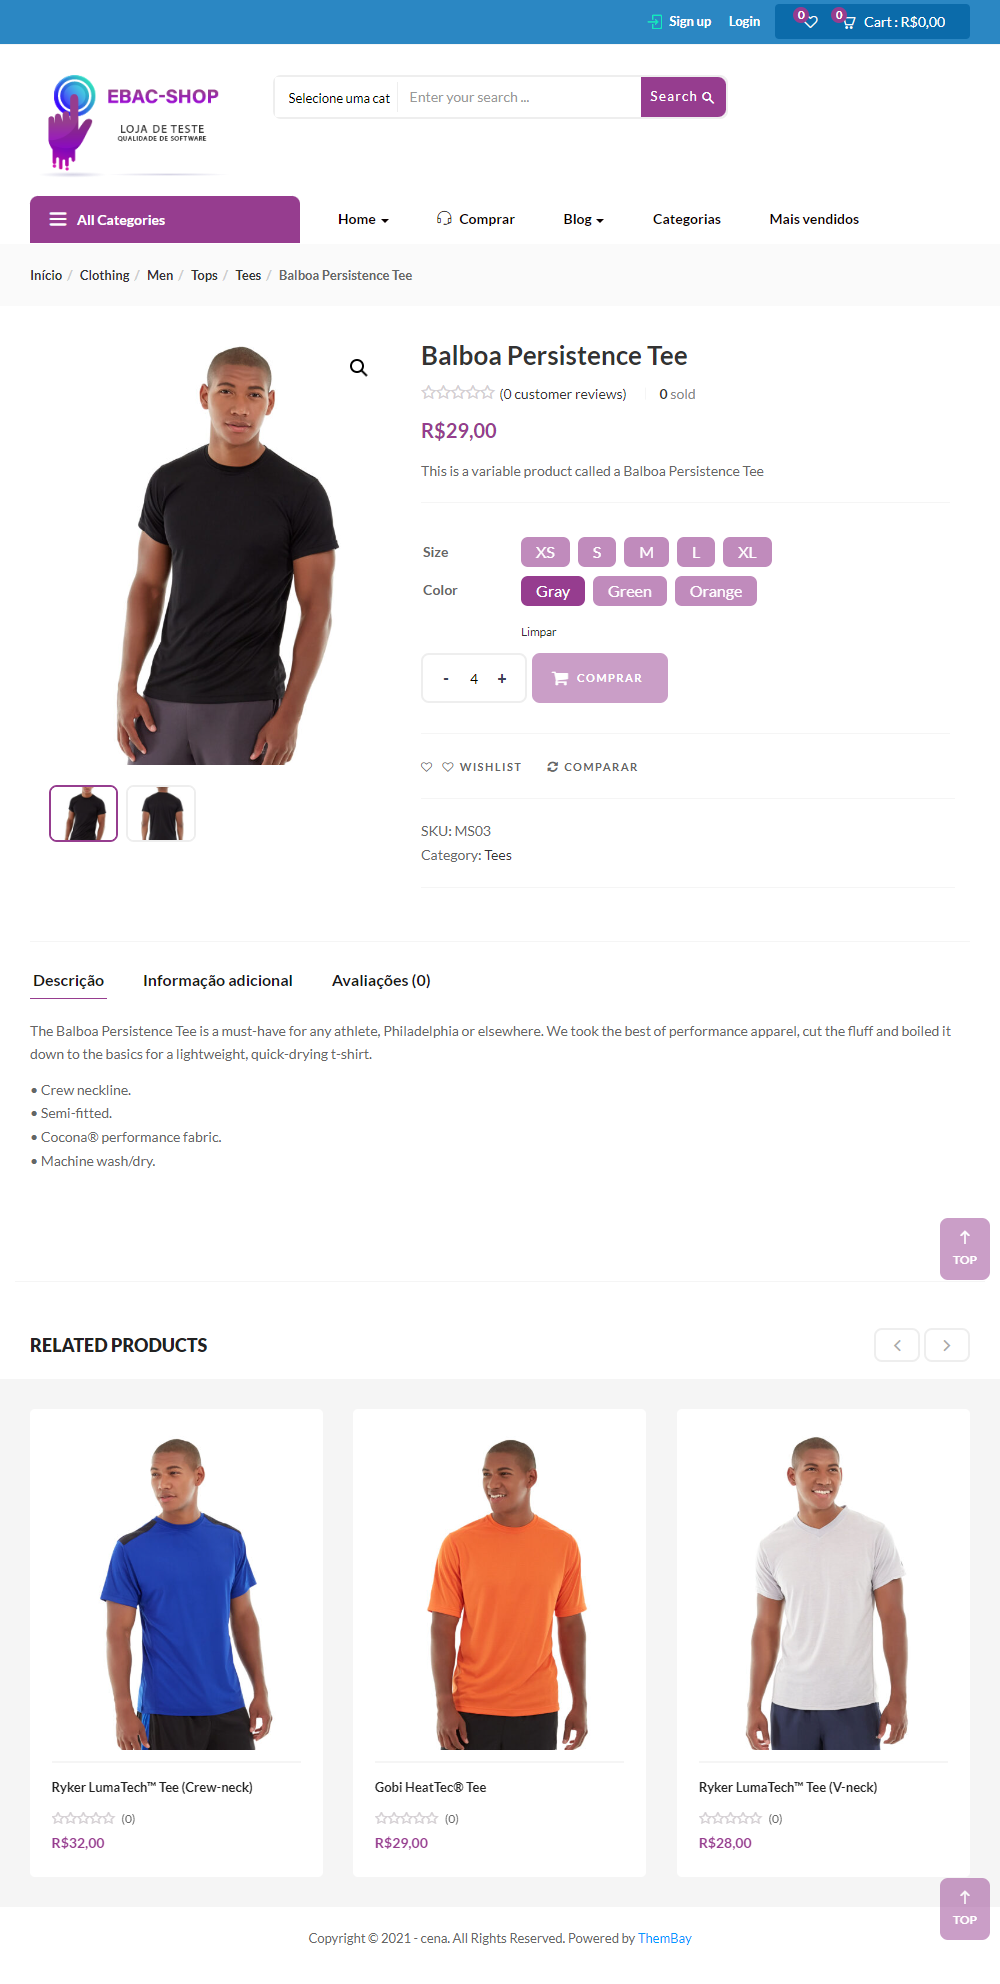 Sign up Login 0 0 Cart : R$0,00
EBAC-SHOP
LOJA DE TESTE
QUALIDADE DE SOFTWARE
Selecione uma cat Enter your search ... Search
All Categories Home Comprar Blog Categorias Mais vendidos
Início / Clothing / Men / Tops / Tees / Balboa Persistence Tee
Balboa Persistence Tee
(0 customer reviews) 0 sold
R$29,00
This is a variable product called a Balboa Persistence Tee
Size XS S M L XL
Color Gray Green Orange
Limpar
- 4 + COMPRAR
WISHLIST COMPARAR
SKU: MS03
Category: Tees
Descrição Informação adicional Avaliações (0)
The Balboa Persistence Tee is a must-have for any athlete, Philadelphia or elsewhere. We took the best of performance apparel, cut the fluff and boiled it
down to the basics for a lightweight, quick-drying t-shirt.
• Crew neckline.
• Semi-fitted.
• Cocona® performance fabric.
• Machine wash/dry.
TOP
RELATED PRODUCTS
Ryker LumaTech™ Tee (Crew-neck) Gobi HeatTec® Tee Ryker LumaTech™ Tee (V-neck)
(0) (0) (0)
R$32,00 R$29,00 R$28,00
TOP
Copyright © 2021 - cena. All Rights Reserved. Powered by ThemBay